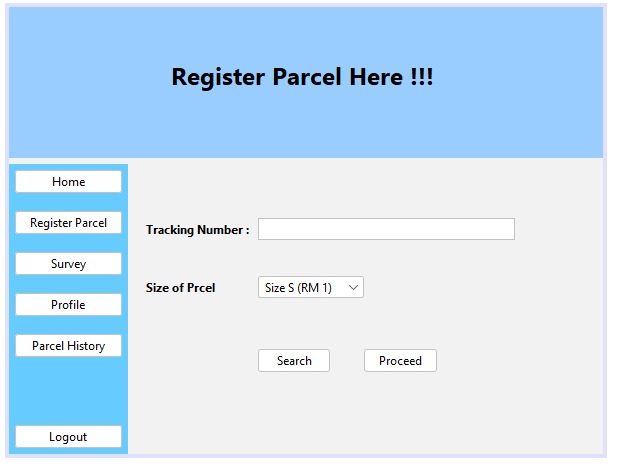 Register Parcel Here !!!
Home
Register Parcel
Survey
Profile
Parcel History
Logout
Tracking Number :
Size of Prcel
Size S (RM 1)
Search
Proceed